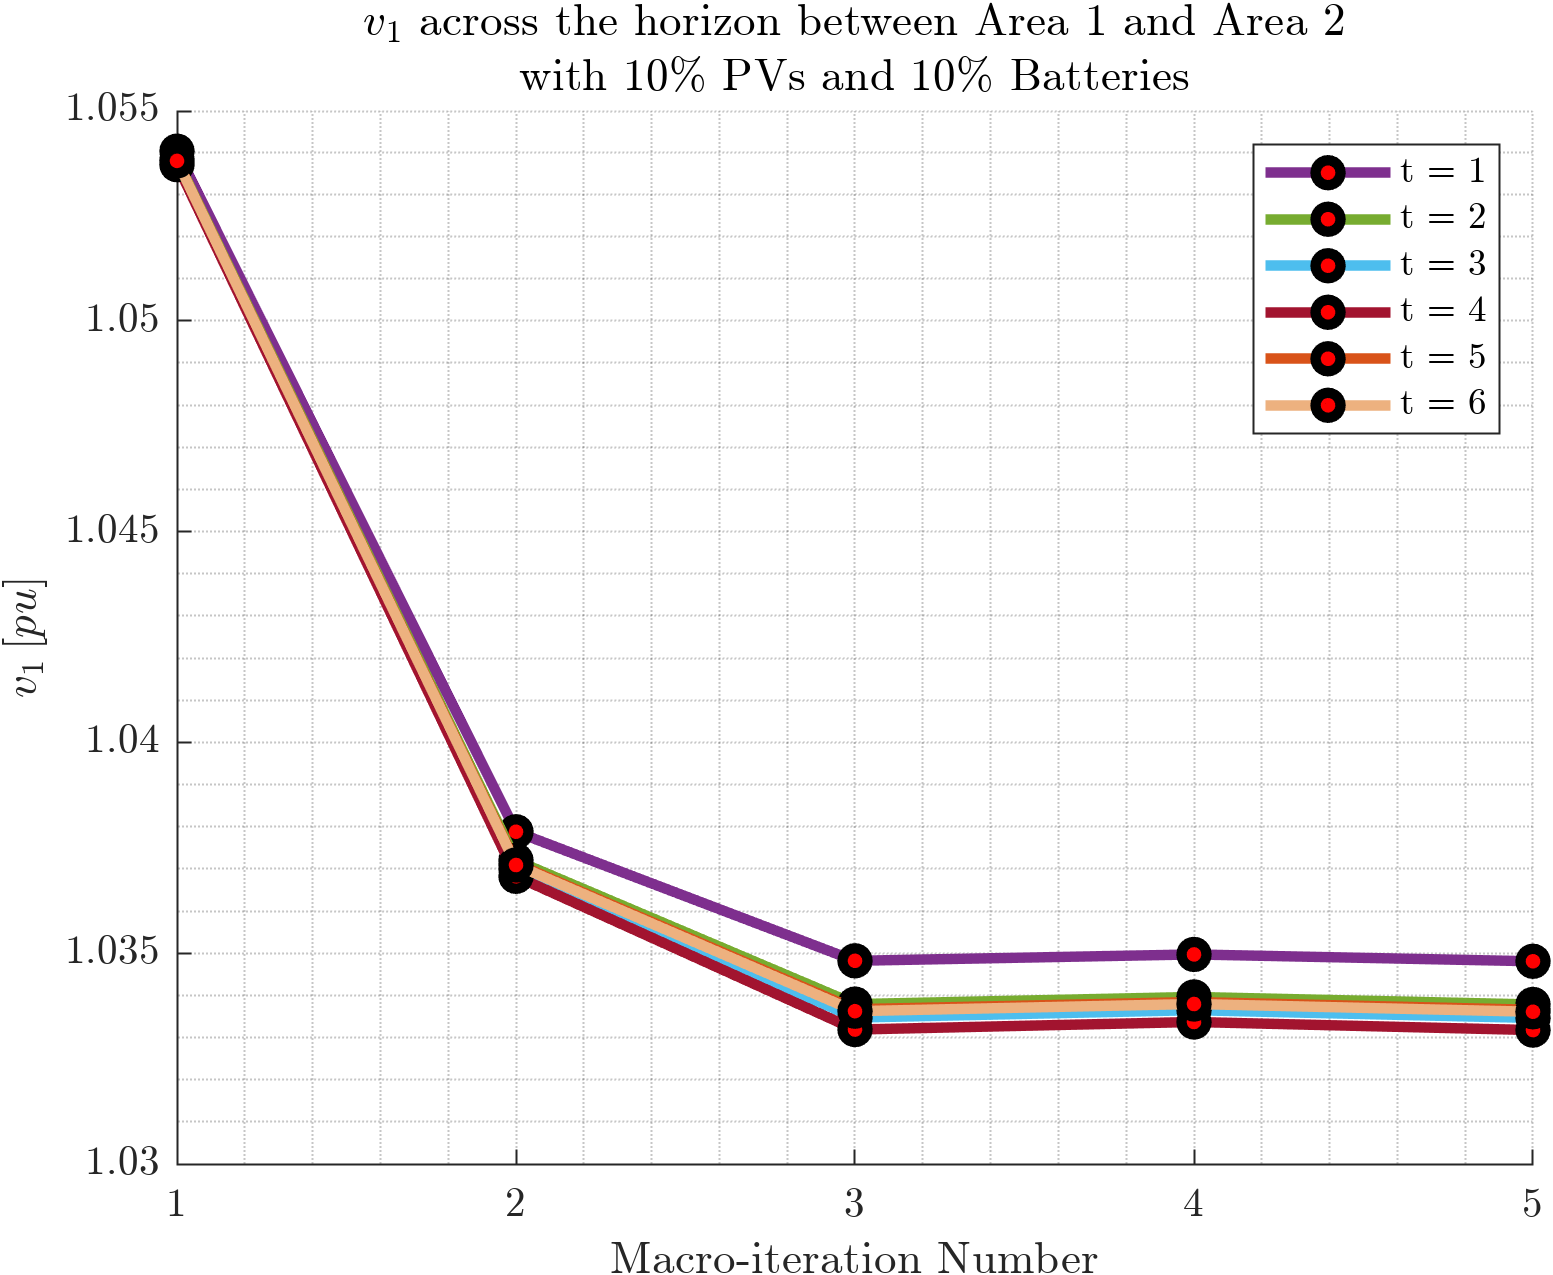 v₁ across the horizon between Area 1 and Area 2
with 10% PVs and 10% Batteries
1.055
1.05
1.045
1.04
1.035
1.03
v₁ [pu]
1 2 3 4 5
Macro-iteration Number
t = 1
t = 2
t = 3
t = 4
t = 5
t = 6